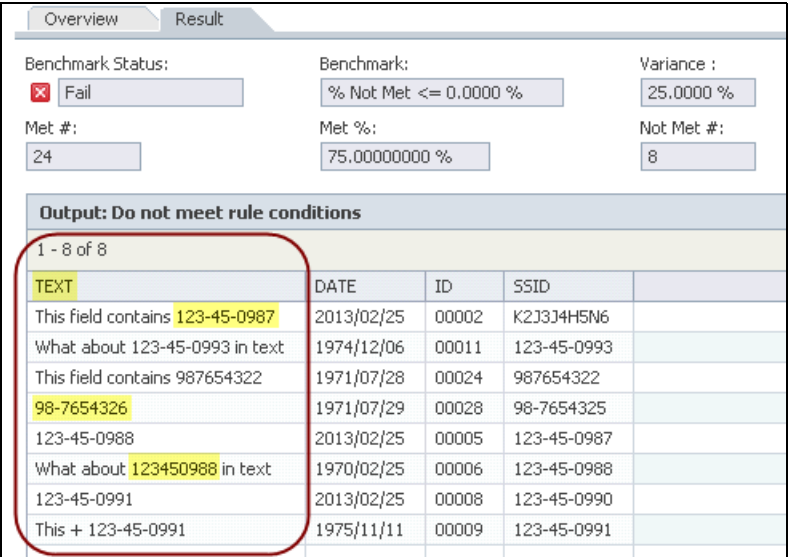 Overview Result
Benchmark Status: Benchmark: Variance :
Fail % Not Met <= 0.0000 % 25.0000 %
Met #: Met %: Not Met #:
24 75.00000000 % 8
Output: Do not meet rule conditions
1 - 8 of 8
TEXT DATE ID SSID
This field contains 123-45-0987 2013/02/25 00002 K2J3J4H5N6
What about 123-45-0993 in text 1974/12/06 00011 123-45-0993
This field contains 987654322 1971/07/28 00024 987654322
98-7654326 1971/07/29 00028 98-7654325
123-45-0988 2013/02/25 00005 123-45-0987
What about 123450988 in text 1970/02/25 00006 123-45-0988
123-45-0991 2013/02/25 00008 123-45-0990
This + 123-45-0991 1975/11/11 00009 123-45-0991